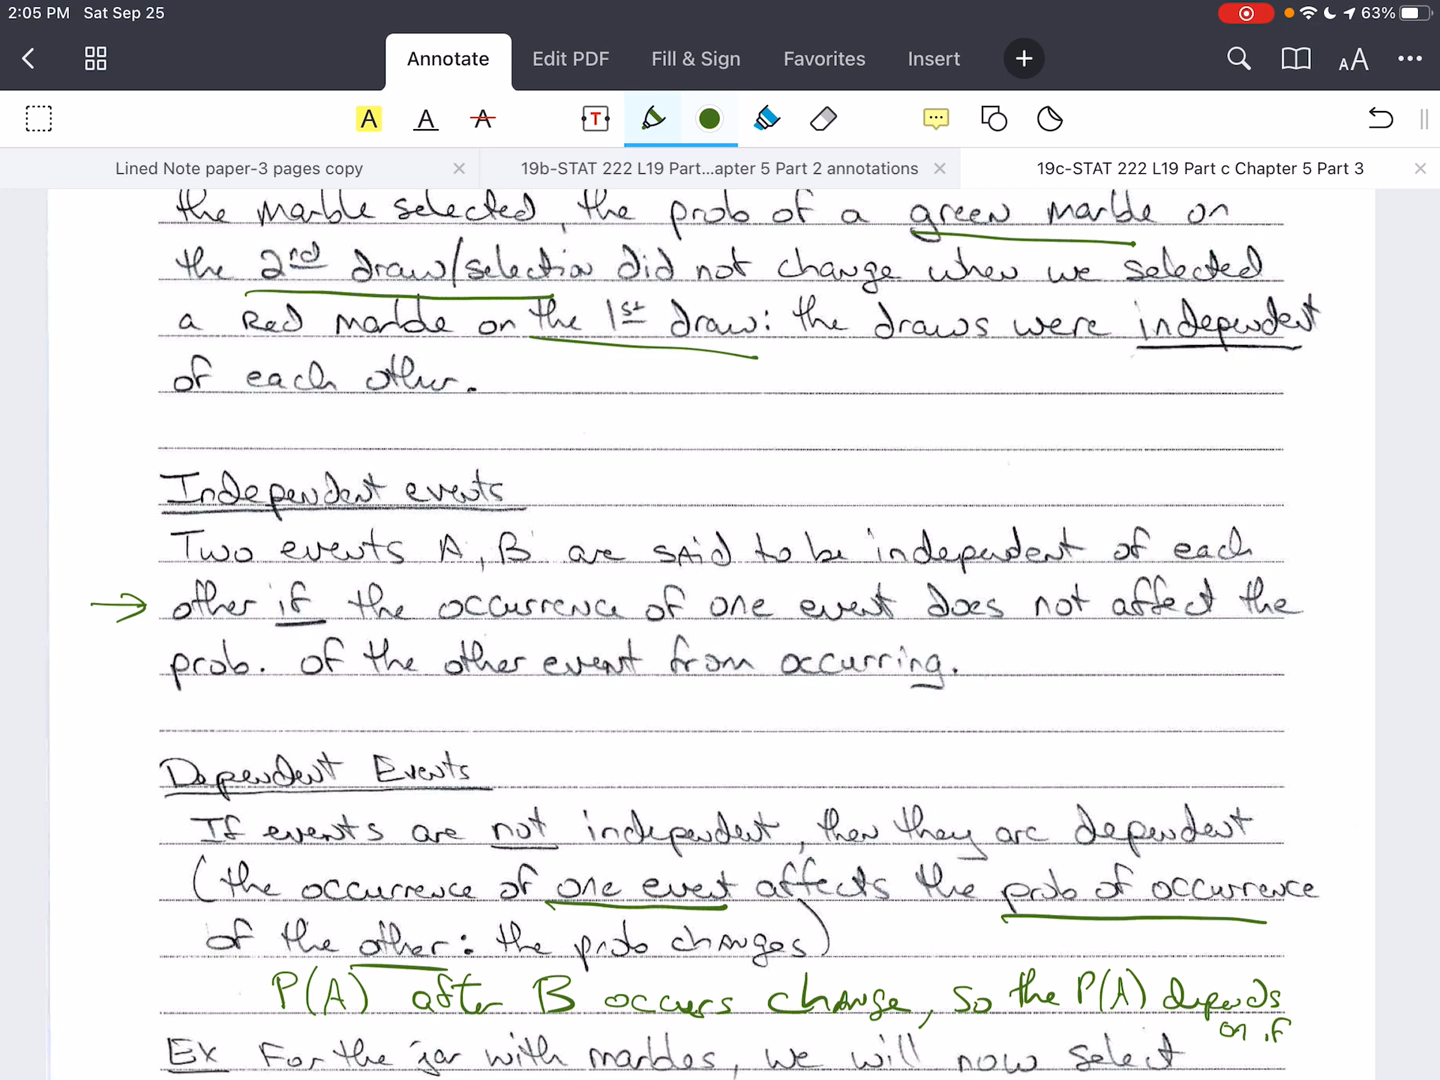 2:05 PM Sat Sep 25
63%
Annotate Edit PDF Fill & Sign Favorites Insert
AA
A A A T
Lined Note paper-3 pages copy 19b-STAT 222 L19 Part...apter 5 Part 2 annotations 19c-STAT 222 L19 Part c Chapter 5 Part 3
the marble selected, the prob of a green marble on
the 2nd draw/selection did not change when we selected
a Red marble on the 1st draw: the draws were independent
of each other.
Independent events
Two events A, B are said to be independent of each
other if the occurrence of one event does not affect the
prob. of the other event from occurring.
Dependent Events
If events are not independent, then they are dependent
(the occurrence of one event affects the prob of occurrence
of the other: the prob changes)
P(A) after B occurs change, so the P(A) depends
on if
Ex For the jar with marbles, we will now select